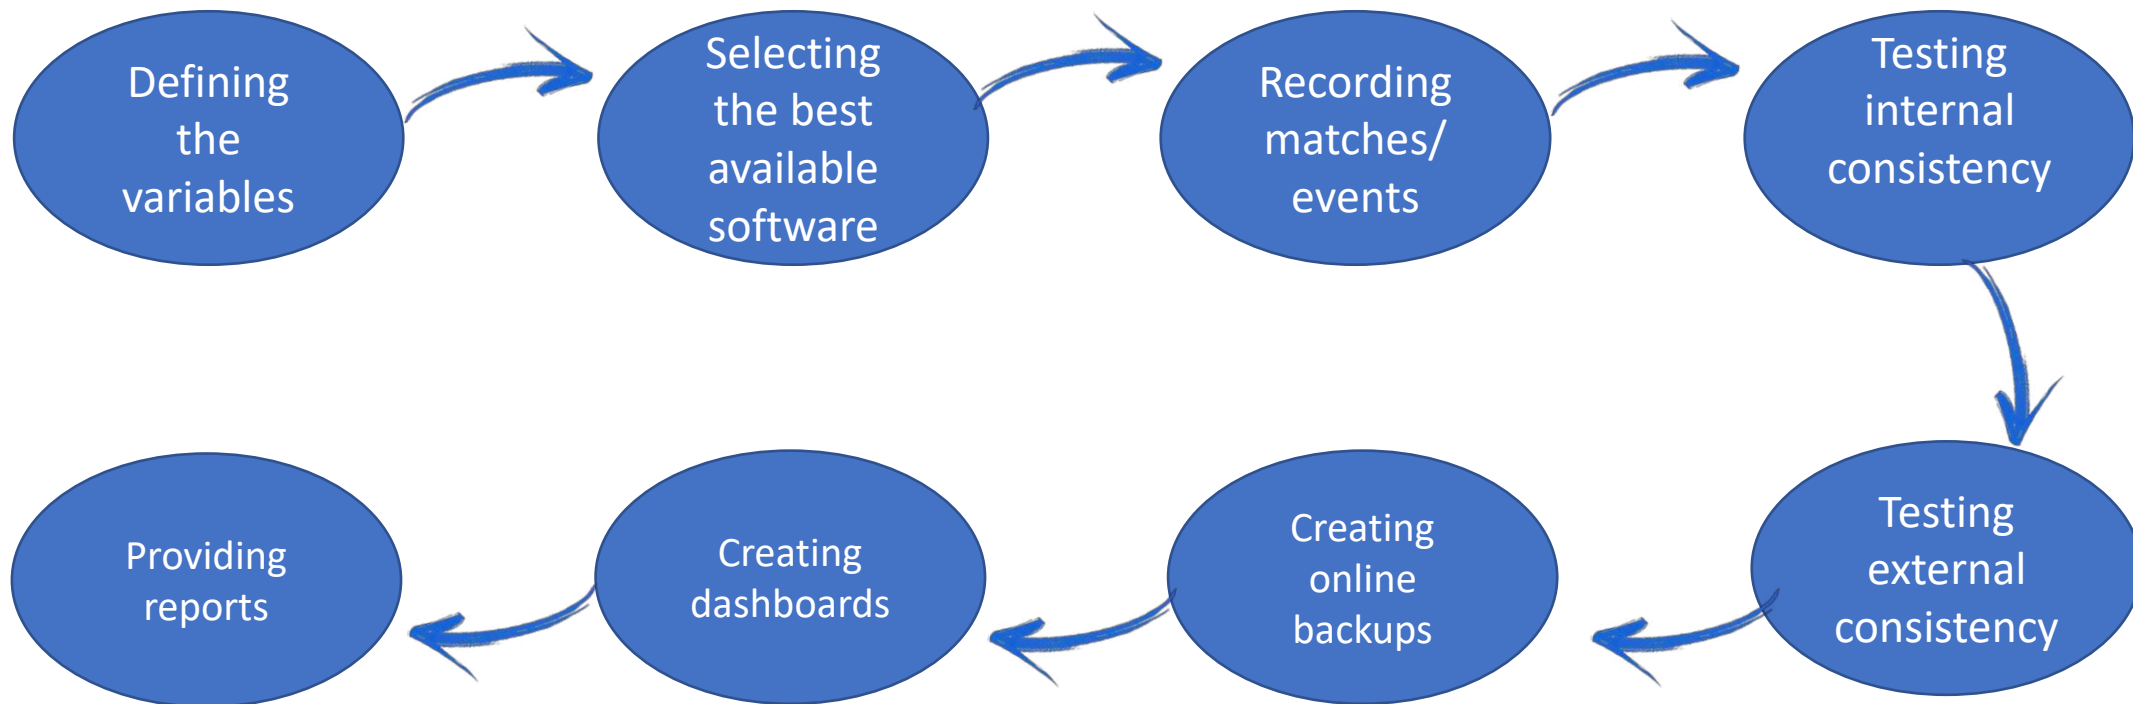 Defining
the
variables
Selecting
the best
available
software
Recording
matches/
events
Testing
internal
consistency
Testing
external
consistency
Creating
online
backups
Creating
dashboards
Providing
reports